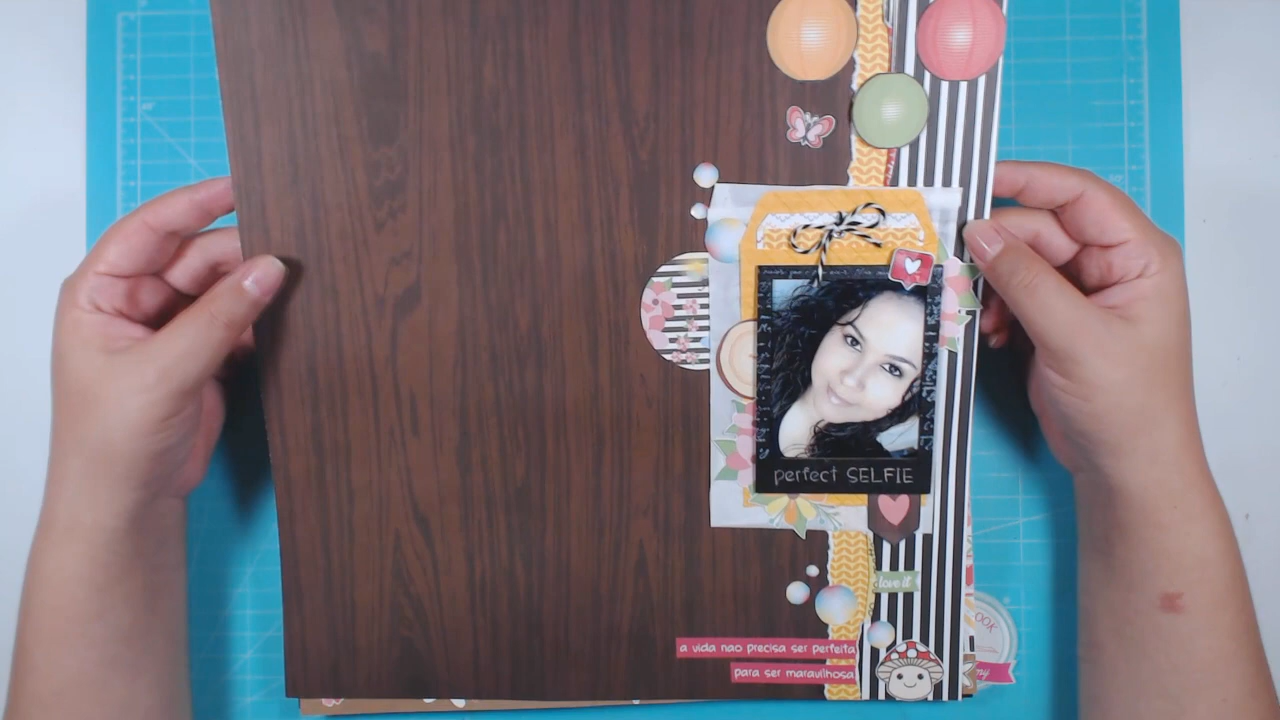 perfect SELFIE
love it
a vida nao precisa ser perfeita
para ser maravilhosa